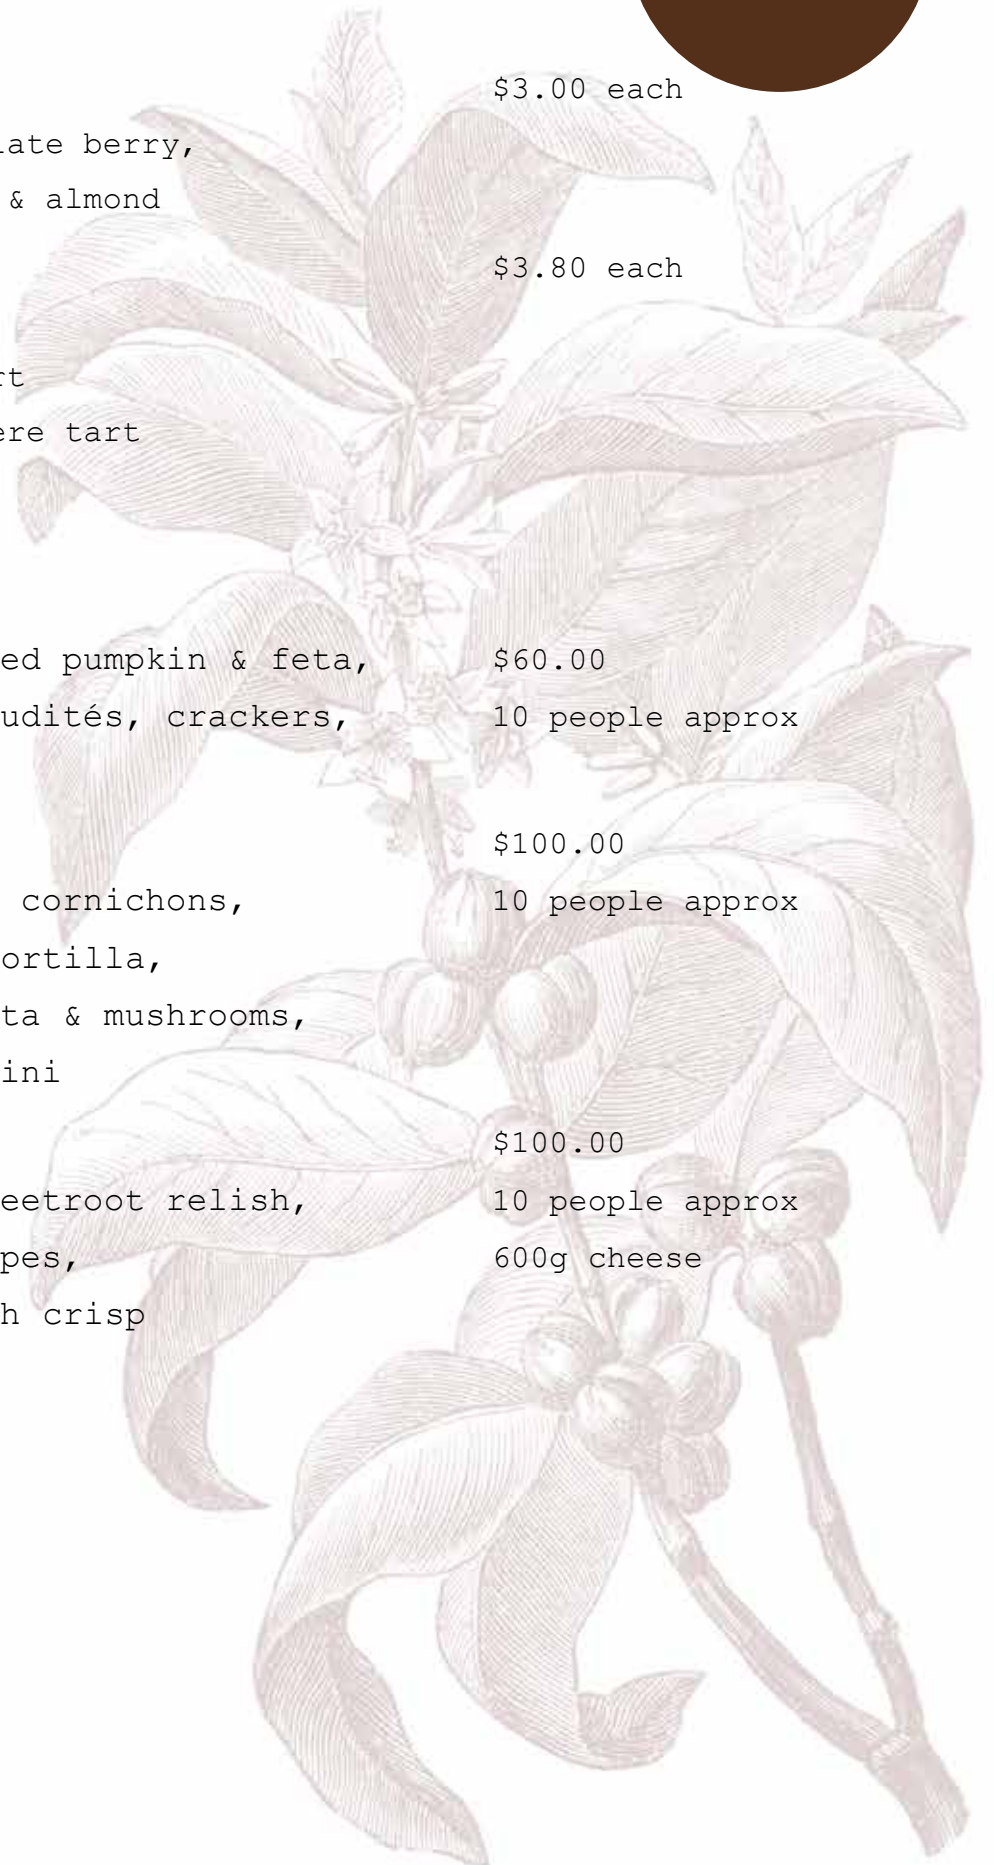 $3.00 each
late berry,
& almond
$3.80 each
rt
ere tart
ed pumpkin & feta, $60.00
udités, crackers, 10 people approx
$100.00
cornichons, 10 people approx
ortilla,
ta & mushrooms,
ini
$100.00
eetroot relish, 10 people approx
pes, 600g cheese
h crisp